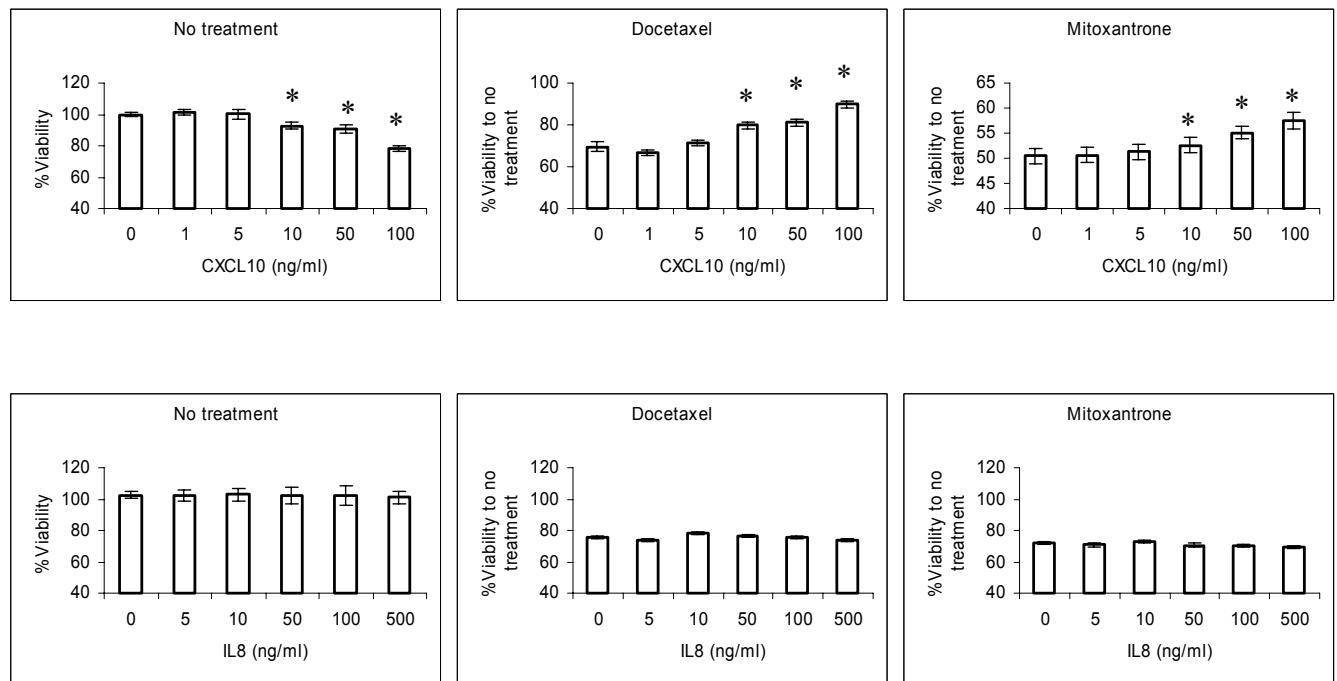 No treatment
120
100
80
60
40
% Viability
* * *
0 1 5 10 50 100
CXCL10 (ng/ml)
Docetaxel
100
80
60
40
% Viability to no
treatment
* * *
0 1 5 10 50 100
CXCL10 (ng/ml)
Mitoxantrone
65
60
55
50
45
40
% Viability to no
treatment
* * *
0 1 5 10 50 100
CXCL10 (ng/ml)
No treatment
120
100
80
60
40
% Viability
0 5 10 50 100 500
IL8 (ng/ml)
Docetaxel
120
100
80
60
40
% Viability to no
treatment
0 5 10 50 100 500
IL8 (ng/ml)
Mitoxantrone
120
100
80
60
40
% Viability to no
treatment
0 5 10 50 100 500
IL8 (ng/ml)